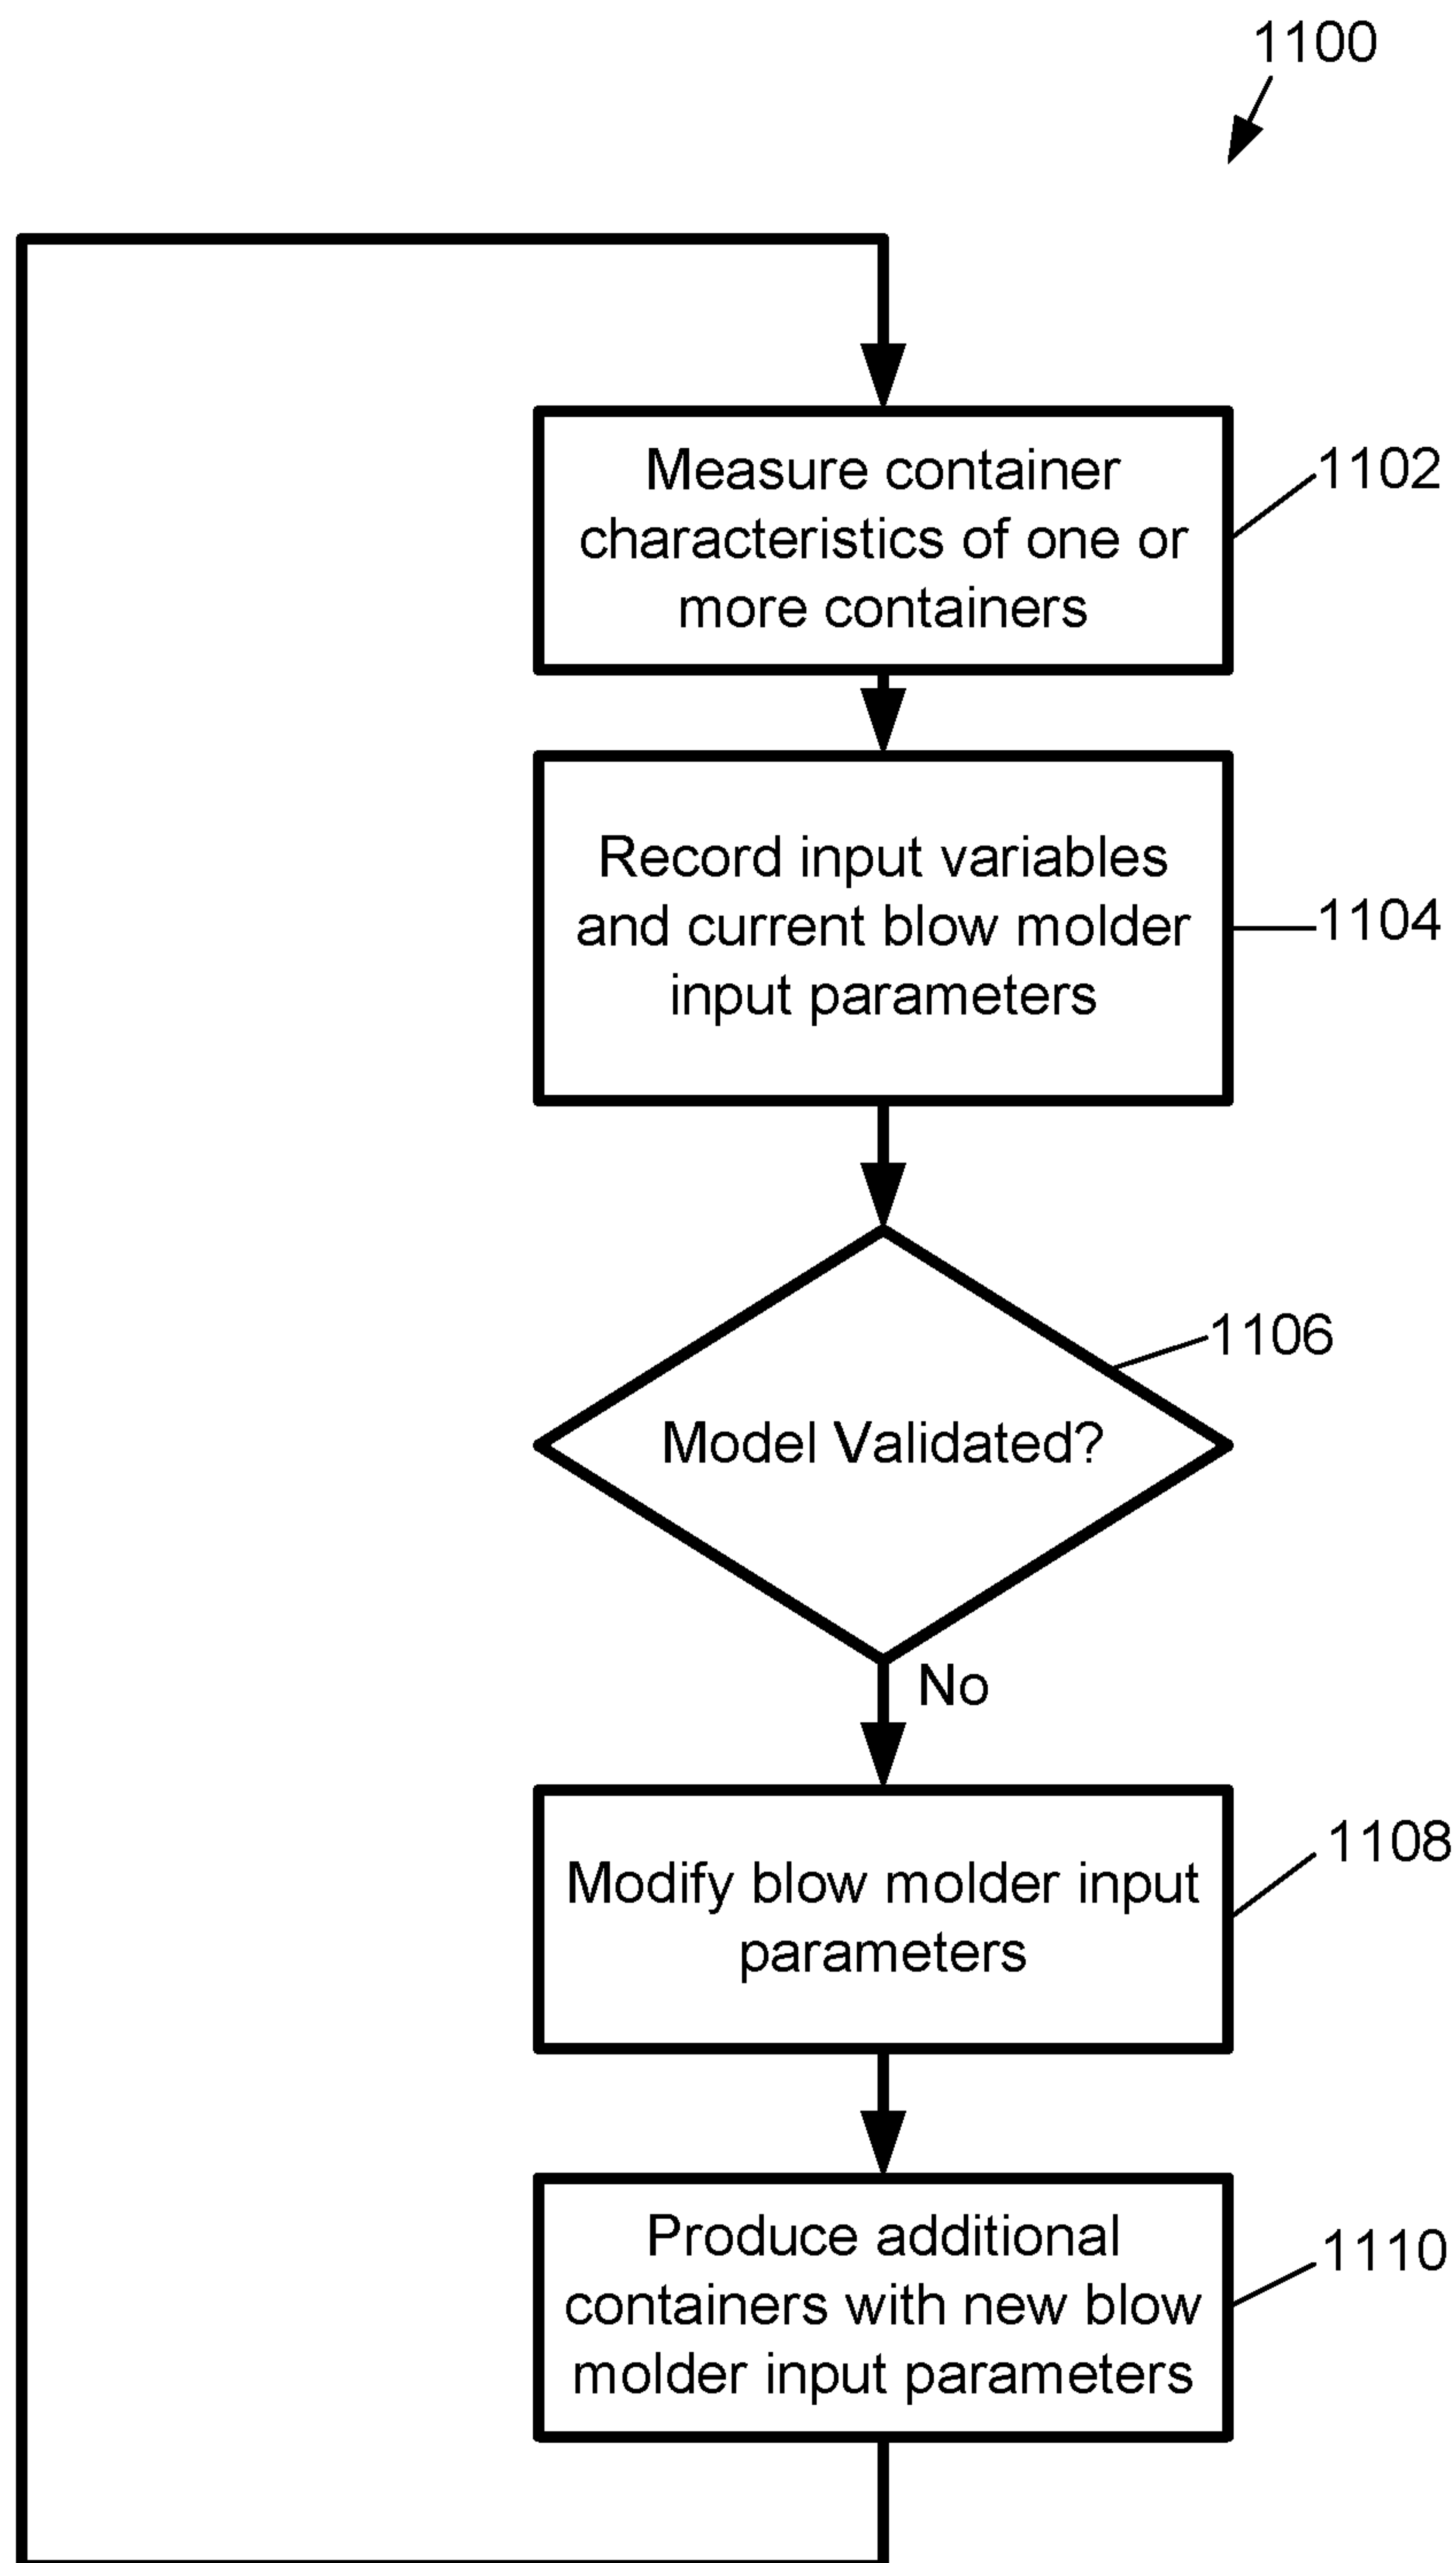 1100
Measure container
characteristics of one or
more containers
1102
Record input variables
and current blow molder
input parameters
1104
Model Validated?
1106
No
Modify blow molder input
parameters
1108
Produce additional
containers with new blow
molder input parameters
1110